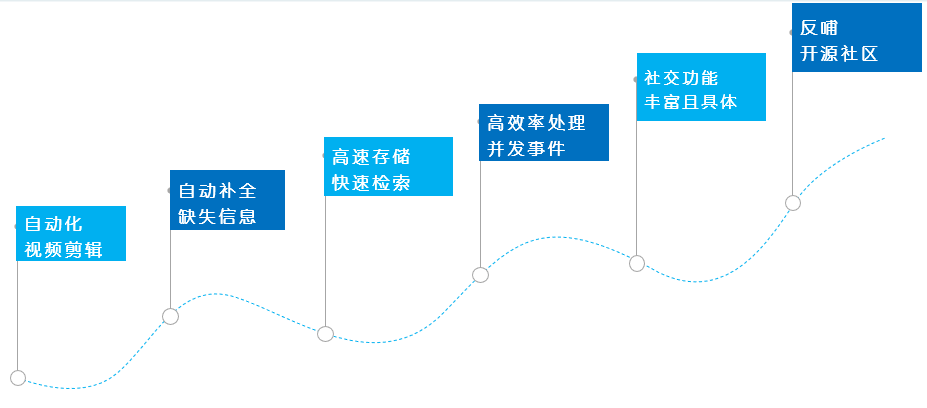 自动化
视频剪辑
自动补全
缺失信息
高速存储
快速检索
高效率处理
并发事件
社交功能
丰富且具体
反哺
开源社区